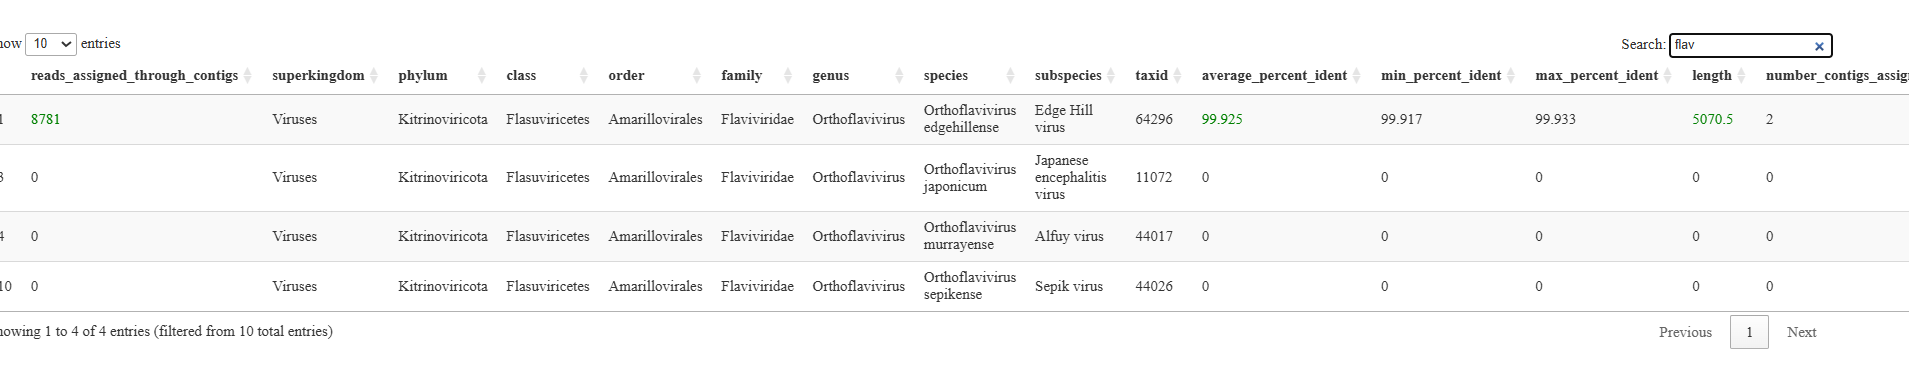 now 10 entries Search: flav ×
reads_assigned_through_contigs superkingdom phylum class order family genus species subspecies taxid average_percent_ident min_percent_ident max_percent_ident length number_contigs_assig
1 8781 Viruses Kitrinoviricota Flasuviricetes Amarillovirales Flaviviridae Orthoflavivirus Orthoflavivirus edgehillense Edge Hill virus 64296 99.925 99.917 99.933 5070.5 2
3 0 Viruses Kitrinoviricota Flasuviricetes Amarillovirales Flaviviridae Orthoflavivirus Orthoflavivirus japonicum Japanese encephalitis virus 11072 0 0 0 0 0
4 0 Viruses Kitrinoviricota Flasuviricetes Amarillovirales Flaviviridae Orthoflavivirus Orthoflavivirus murrayense Alfuy virus 44017 0 0 0 0 0
10 0 Viruses Kitrinoviricota Flasuviricetes Amarillovirales Flaviviridae Orthoflavivirus Orthoflavivirus sepikense Sepik virus 44026 0 0 0 0 0
howing 1 to 4 of 4 entries (filtered from 10 total entries) Previous 1 Next